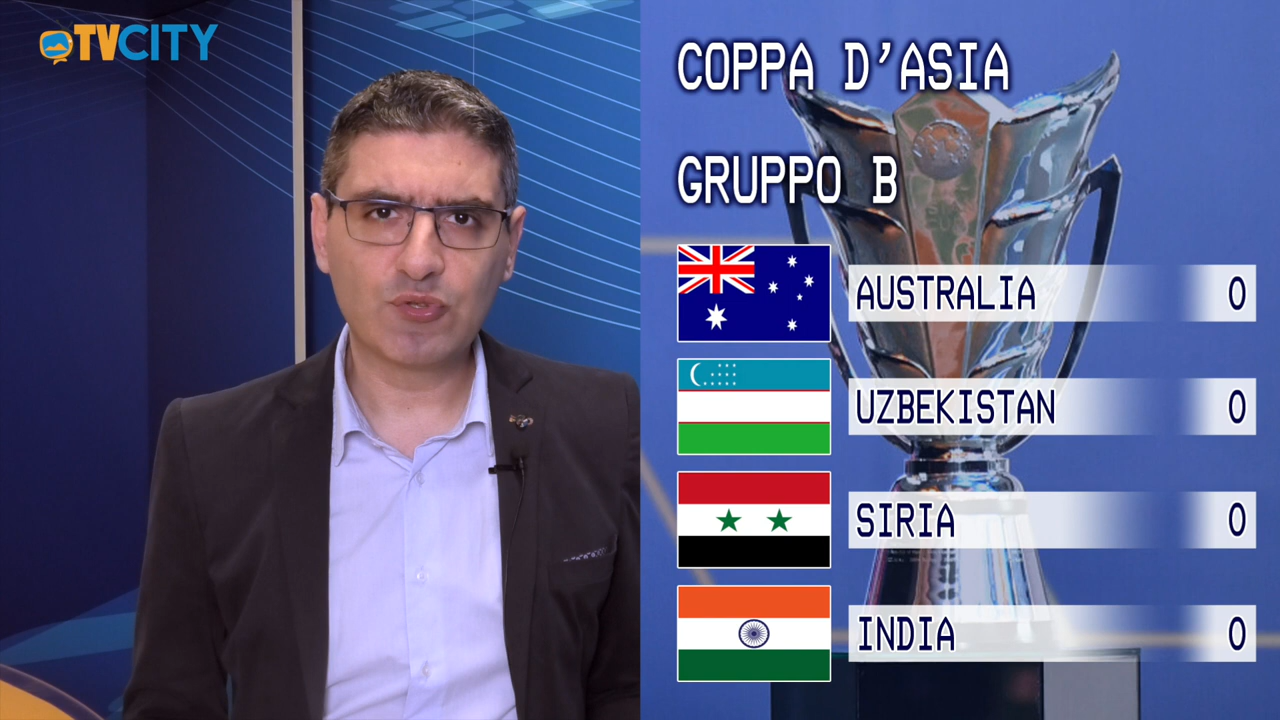 TVCITY
COPPA D'ASIA
GRUPPO B
AUSTRALIA 0
UZBEKISTAN 0
SIRIA 0
INDIA 0